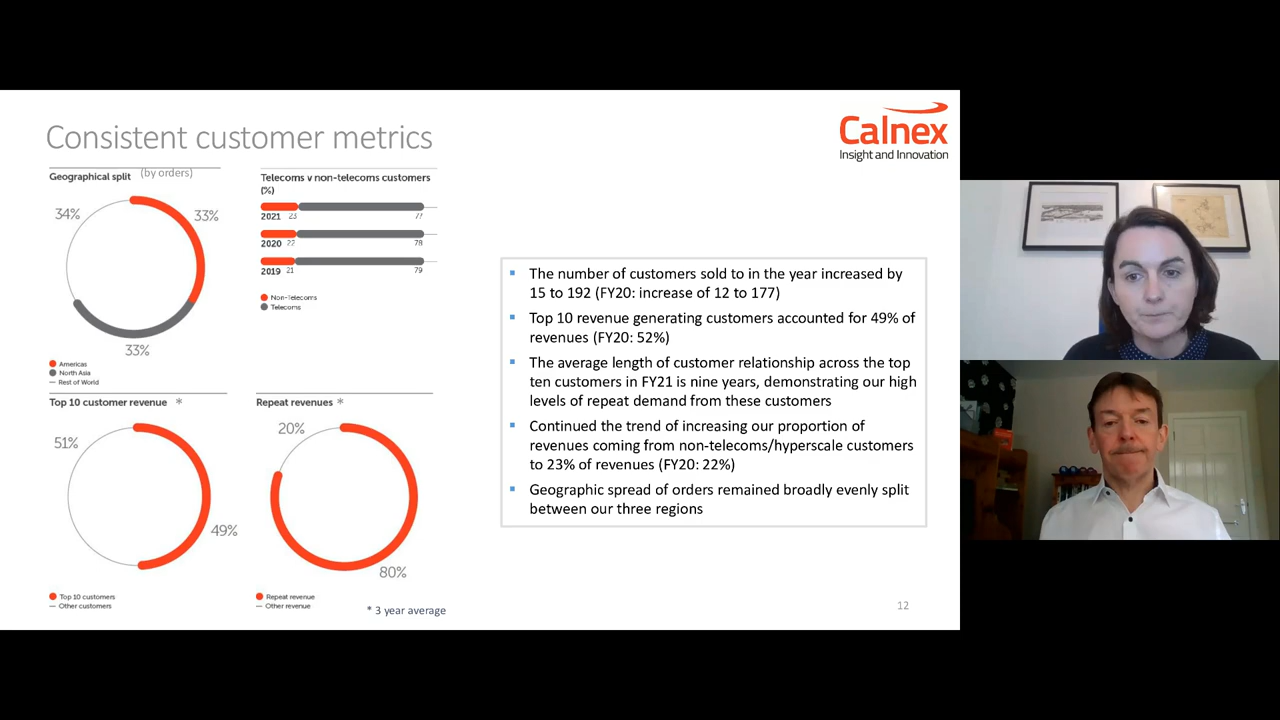 Consistent customer metrics
Calnex
Insight and Innovation
Geographical split (by orders)
34%
33%
33%
Americas
North Asia
Rest of World
Telecoms v non-telecoms customers
(%)
2021 23 77
2020 22 78
2019 21 79
Non-Telecoms
Telecoms
Top 10 customer revenue *
51%
49%
Top 10 customers
Other customers
Repeat revenues *
20%
80%
Repeat revenue
Other revenue
* 3 year average
The number of customers sold to in the year increased by
15 to 192 (FY20: increase of 12 to 177)
Top 10 revenue generating customers accounted for 49% of
revenues (FY20: 52%)
The average length of customer relationship across the top
ten customers in FY21 is nine years, demonstrating our high
levels of repeat demand from these customers
Continued the trend of increasing our proportion of
revenues coming from non-telecoms/hyperscale customers
to 23% of revenues (FY20: 22%)
Geographic spread of orders remained broadly evenly split
between our three regions
12